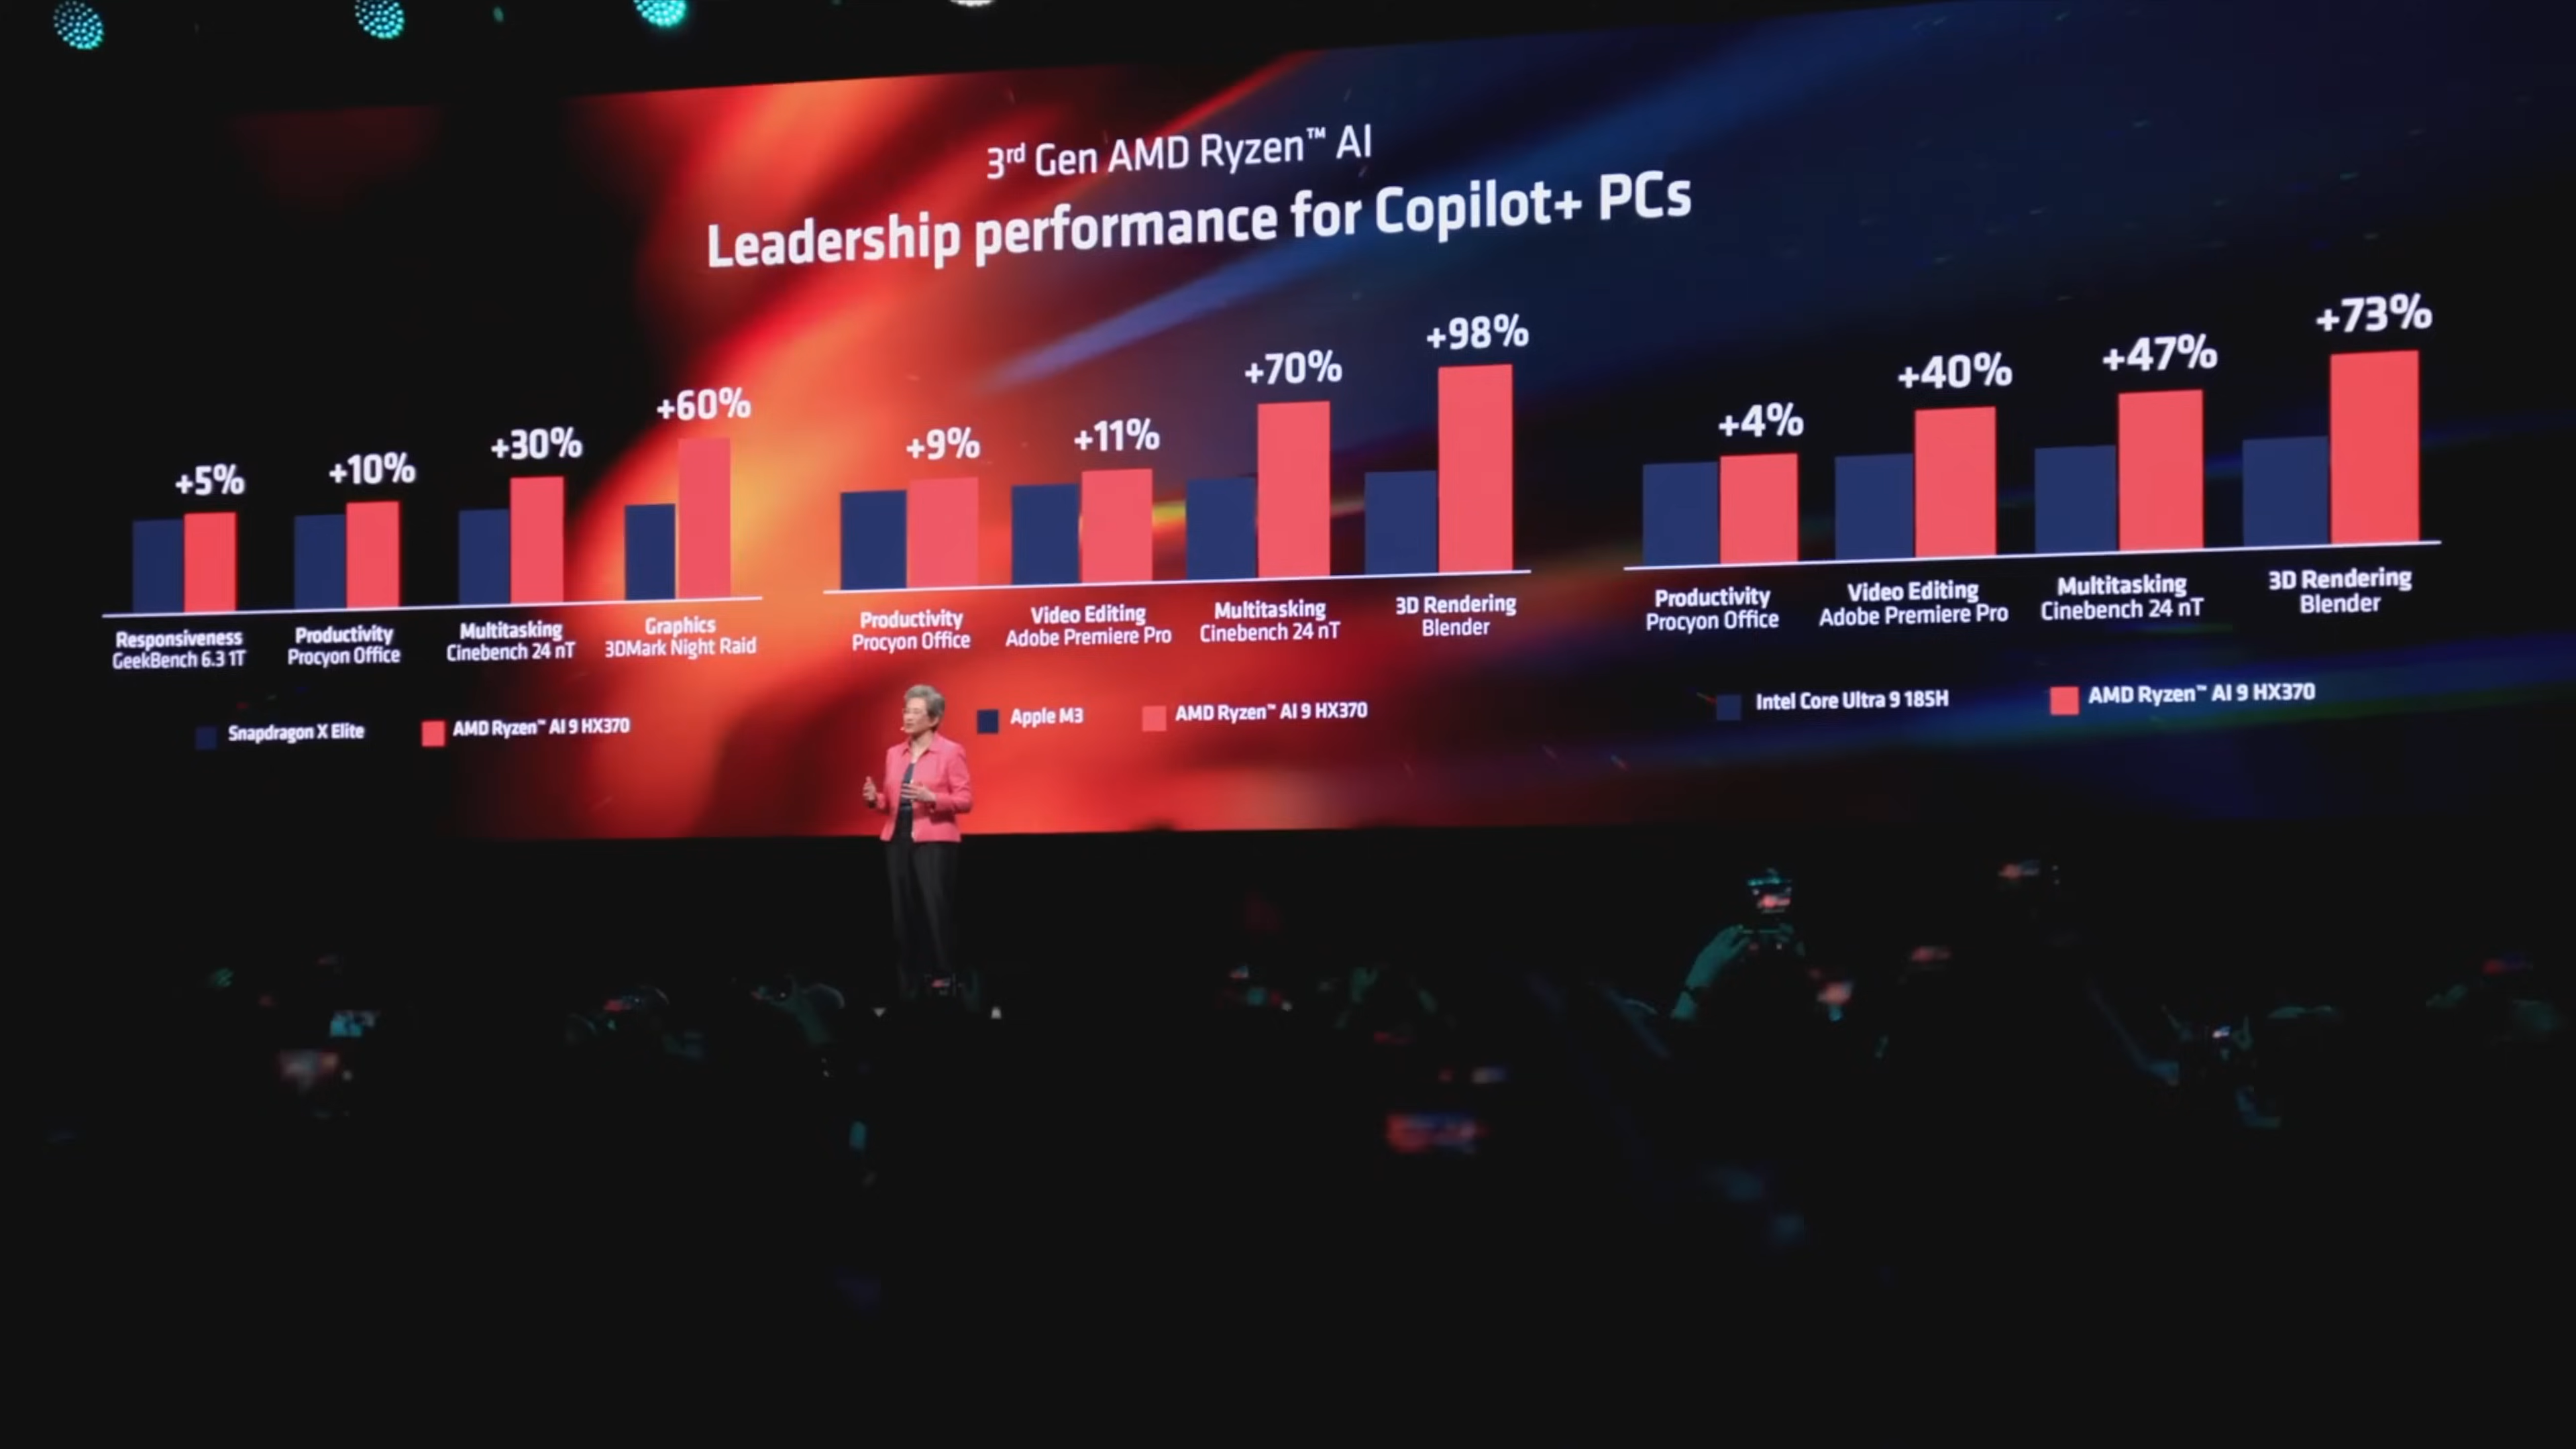 3rd Gen AMD Ryzen™ AI
Leadership performance for Copilot+ PCs
+5%
+10%
+30%
+60%
Responsiveness
GeekBench 6.3 1T
Productivity
Procyon Office
Multitasking
Cinebench 24 nT
Graphics
3DMark Night Raid
Snapdragon X Elite
AMD Ryzen™ AI 9 HX370
+9%
+11%
+70%
+98%
Productivity
Procyon Office
Video Editing
Adobe Premiere Pro
Multitasking
Cinebench 24 nT
3D Rendering
Blender
Apple M3
AMD Ryzen™ AI 9 HX370
+4%
+40%
+47%
+73%
Productivity
Procyon Office
Video Editing
Adobe Premiere Pro
Multitasking
Cinebench 24 nT
3D Rendering
Blender
Intel Core Ultra 9 185H
AMD Ryzen™ AI 9 HX370